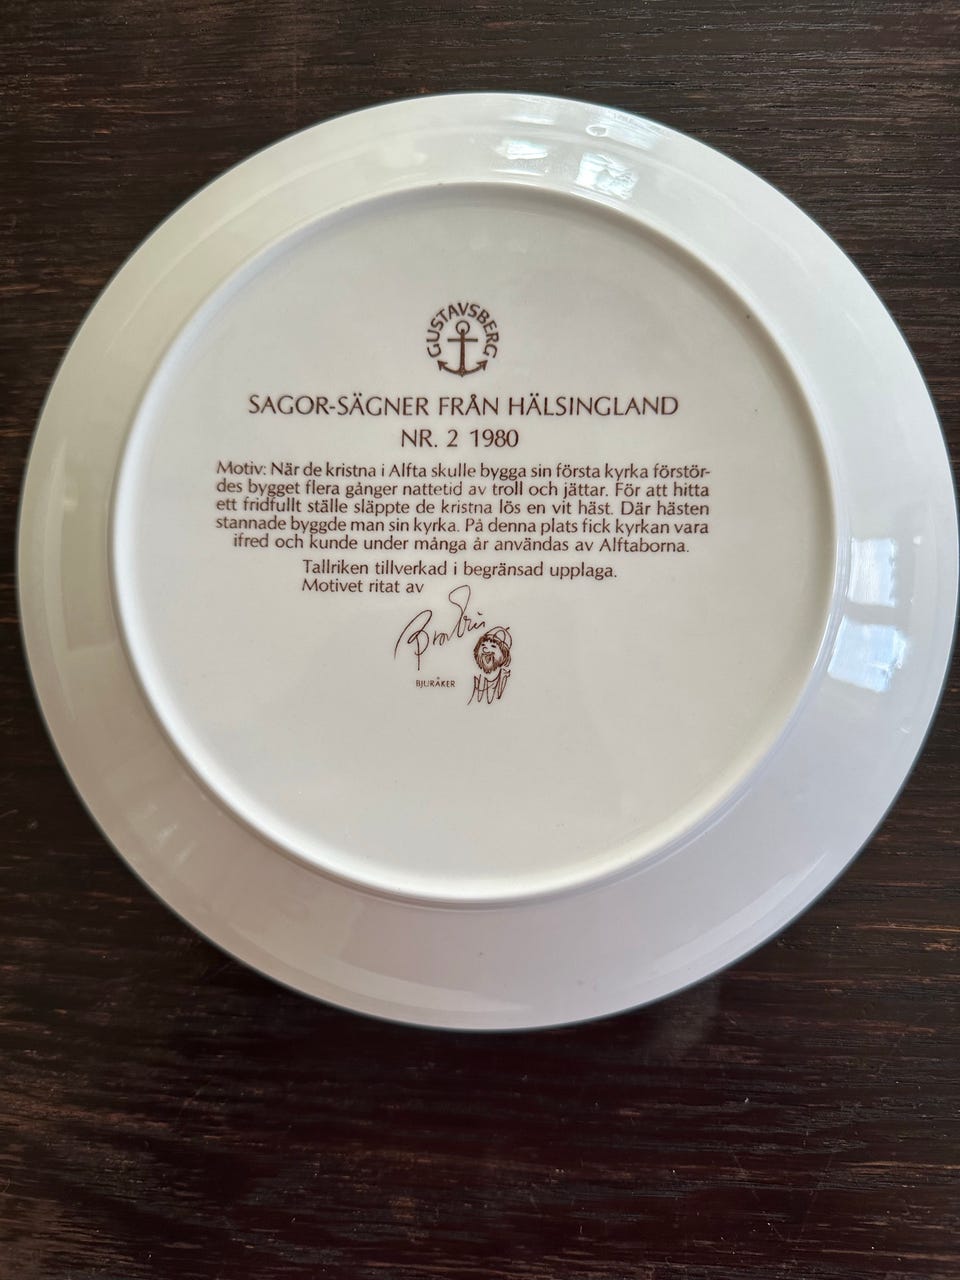 GUSTAVSBERG
SAGOR-SÄGNER FRÅN HÄLSINGLAND
NR. 2 1980
Motiv: När de kristna i Alfta skulle bygga sin första kyrka förstör-
des bygget flera gånger nattetid av troll och jättar. För att hitta
ett fridfullt ställe släppte de kristna lös en vit häst. Där hästen
stannade byggde man sin kyrka. På denna plats fick kyrkan vara
ifred och kunde under många år användas av Alftaborna.
Tallriken tillverkad i begränsad upplaga.
Motivet ritat av
BJURÅKER